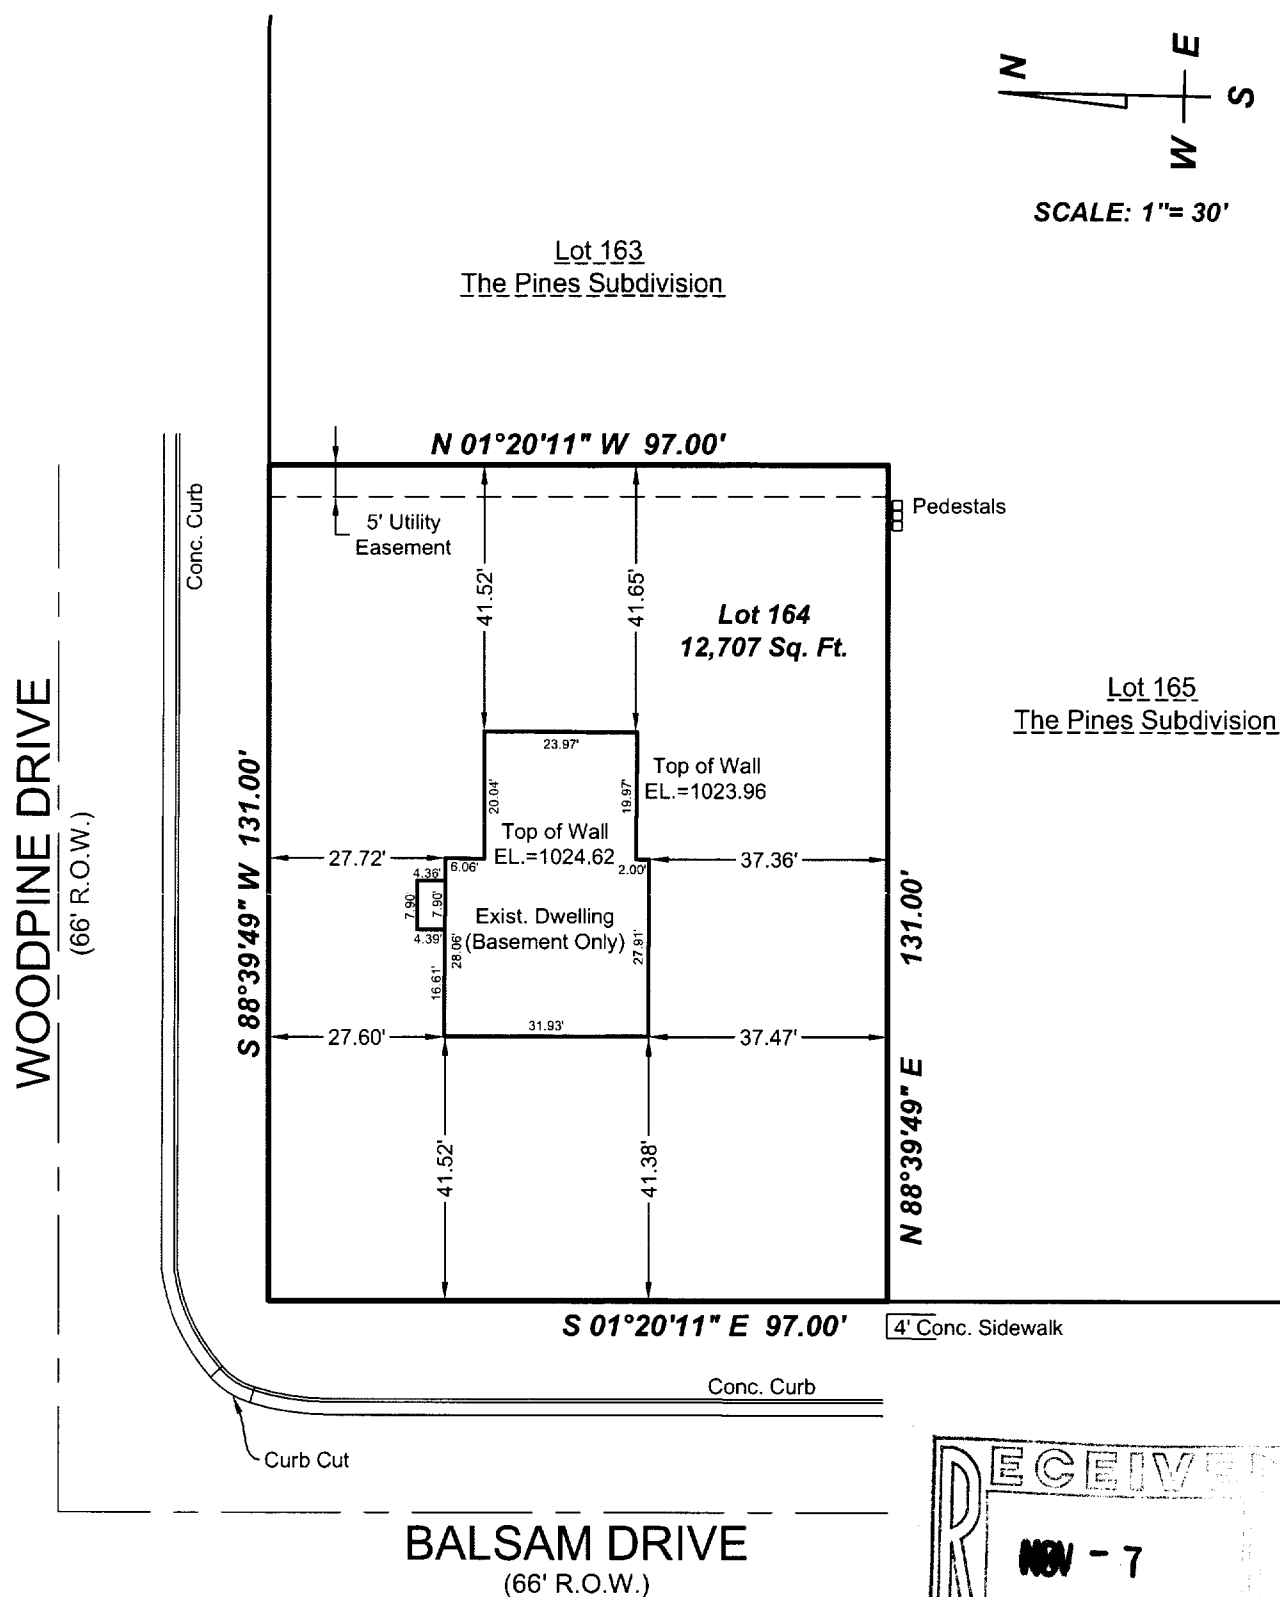 N
E
S
W
SCALE: 1"= 30'
Lot 163
The Pines Subdivision
N 01°20'11" W 97.00'
Conc. Curb
5' Utility
Easement
Pedestals
41.52'
41.65'
Lot 164
12,707 Sq. Ft.
Lot 165
The Pines Subdivision
WOODPINE DRIVE
(66' R.O.W.)
S 88°39'49" W 131.00'
23.97'
20.04'
19.97'
Top of Wall
EL.=1023.96
Top of Wall
EL.=1024.62
27.72'
6.06'
2.00'
37.36'
4.36'
7.90'
7.90'
4.39'
Exist. Dwelling
(Basement Only)
28.06'
27.91'
16.61'
31.93'
27.60'
37.47'
N 88°39'49" E 131.00'
41.52'
41.38'
S 01°20'11" E 97.00'
4' Conc. Sidewalk
Conc. Curb
Curb Cut
BALSAM DRIVE
(66' R.O.W.)
RECEIVED
NOV - 7